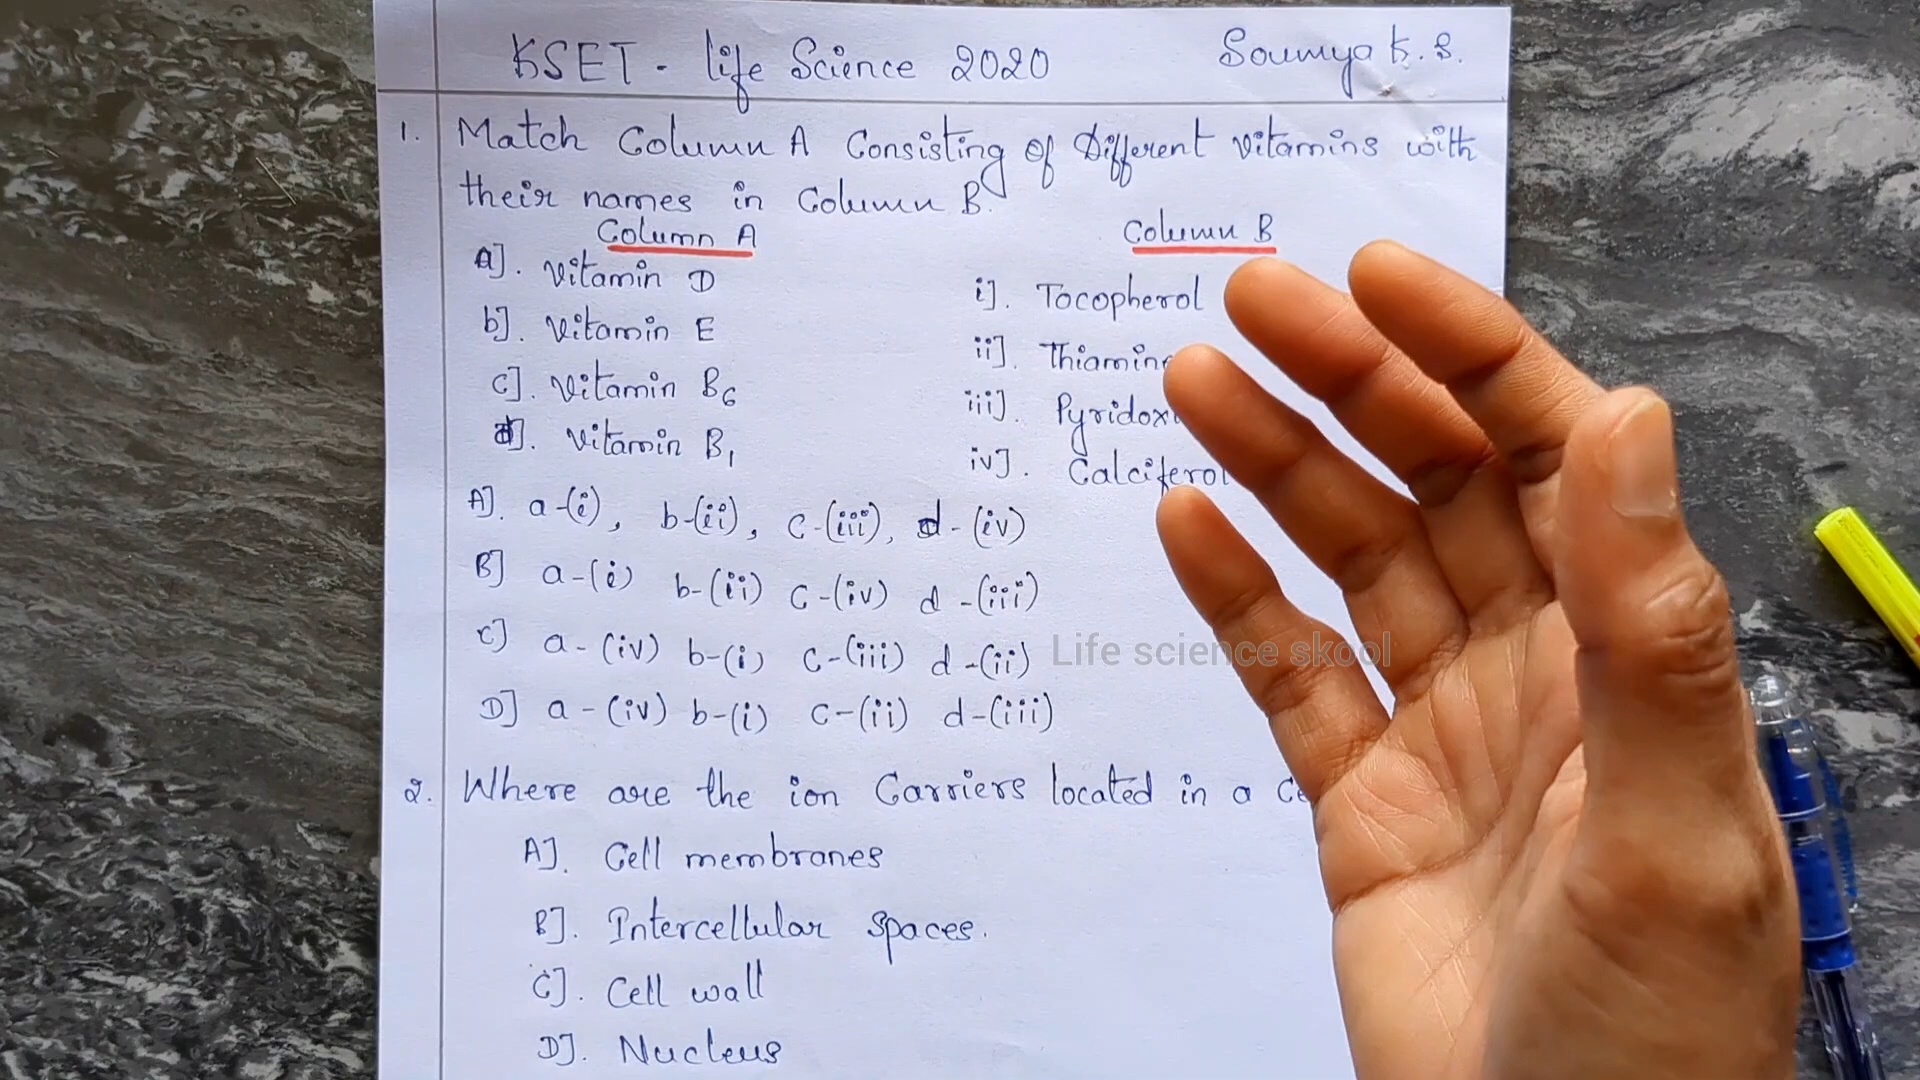 KSET - life Science 2020
Soumya K. S.
1. Match Column A Consisting of Different Vitamins with
their names in Column B.
Column A
Column B
a]. Vitamin D
i]. Tocopherol
b]. Vitamin E
ii]. Thiamine
c]. Vitamin B6
iii].
d]. Vitamin B1
iv]. Calciferol
A]. a-(i), b-(ii), c-(iii), d-(iv)
B] a-(i) b-(ii) c-(iv) d-(iii)
C] a-(iv) b-(i) c-(iii) d-(ii)
Life science skool
D] a-(iv) b-(i) c-(ii) d-(iii)
2. Where are the ion Carriers located in a
A]. Cell membranes
B]. Intercellular spaces.
C]. Cell wall
D]. Nucleus